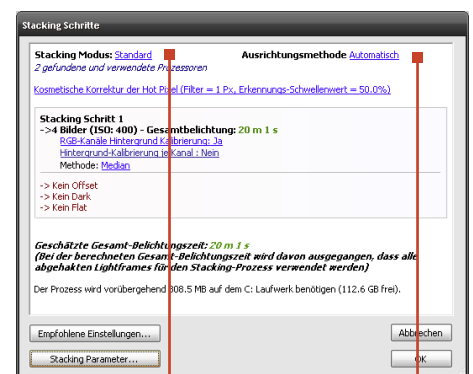 Stacking Schritte
Stacking Modus: Standard Ausrichtungsmethode Automatisch
2 gefundene und verwendete Prozessoren
Kosmetische Korrektur der Hot Pixel (Filter = 1 Px, Erkennungs-Schwellenwert = 50.0%)
Stacking Schritt 1
->4 Bilder (ISO: 400) - Gesamtbelichtung: 20 m 1 s
RGB-Kanäle Hintergrund Kalibrierung: Ja
Hintergrund-Kalibrierung je Kanal : Nein
Methode: Median
-> Kein Offset
-> Kein Dark
-> Kein Flat
Geschätzte Gesamt-Belichtungszeit: 20 m 1 s
(Bei der berechneten Gesamt-Belichtungszeit wird davon ausgegangen, dass alle
abgehakten Lightframes für den Stacking-Prozess verwendet werden)
Der Prozess wird vorübergehend 308.5 MB auf dem C: Laufwerk benötigen (112.6 GB frei).
Empfohlene Einstellungen... Abbrechen
Stacking Parameter... OK